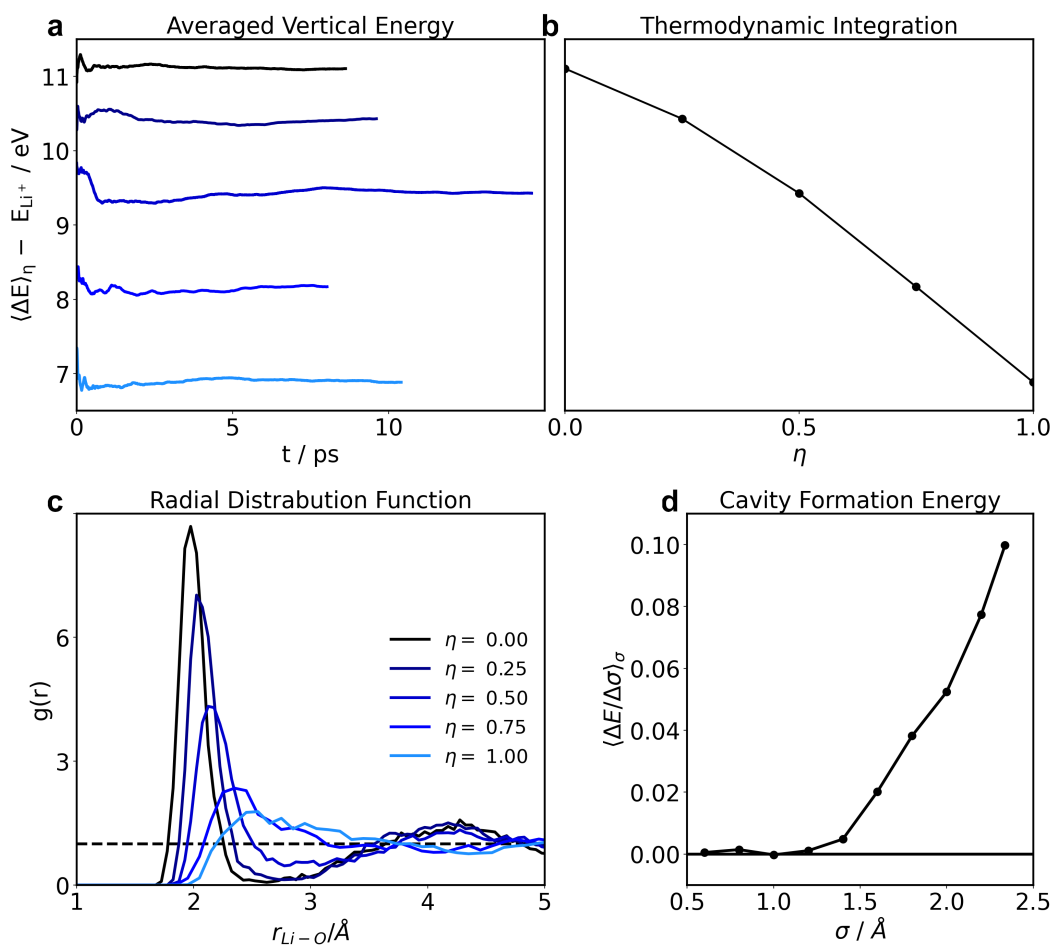 a Averaged Vertical Energy
⟨ΔE⟩η − E Li+ / eV
11
10
9
8
7
0 5 10
t / ps
b Thermodynamic Integration
0.0 0.5 1.0
η
c Radial Distrabution Function
g(r)
6
3
0
η = 0.00
η = 0.25
η = 0.50
η = 0.75
η = 1.00
1 2 3 4 5
r Li−O/Å
d Cavity Formation Energy
⟨ΔE/Δσ⟩σ
0.10
0.08
0.06
0.04
0.02
0.00
0.5 1.0 1.5 2.0 2.5
σ / Å